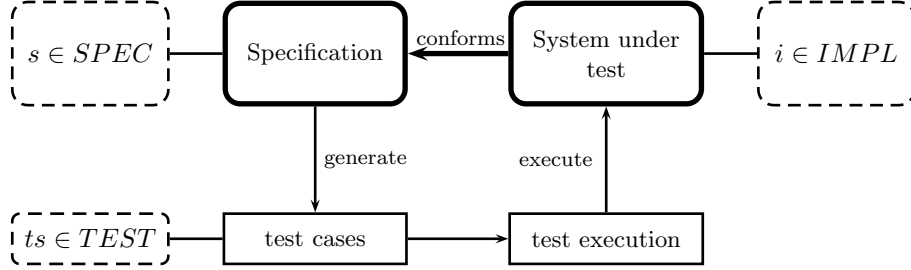 s ∈ SPEC
Specification
conforms
System under
test
i ∈ IMPL
generate
execute
ts ∈ TEST
test cases
test execution